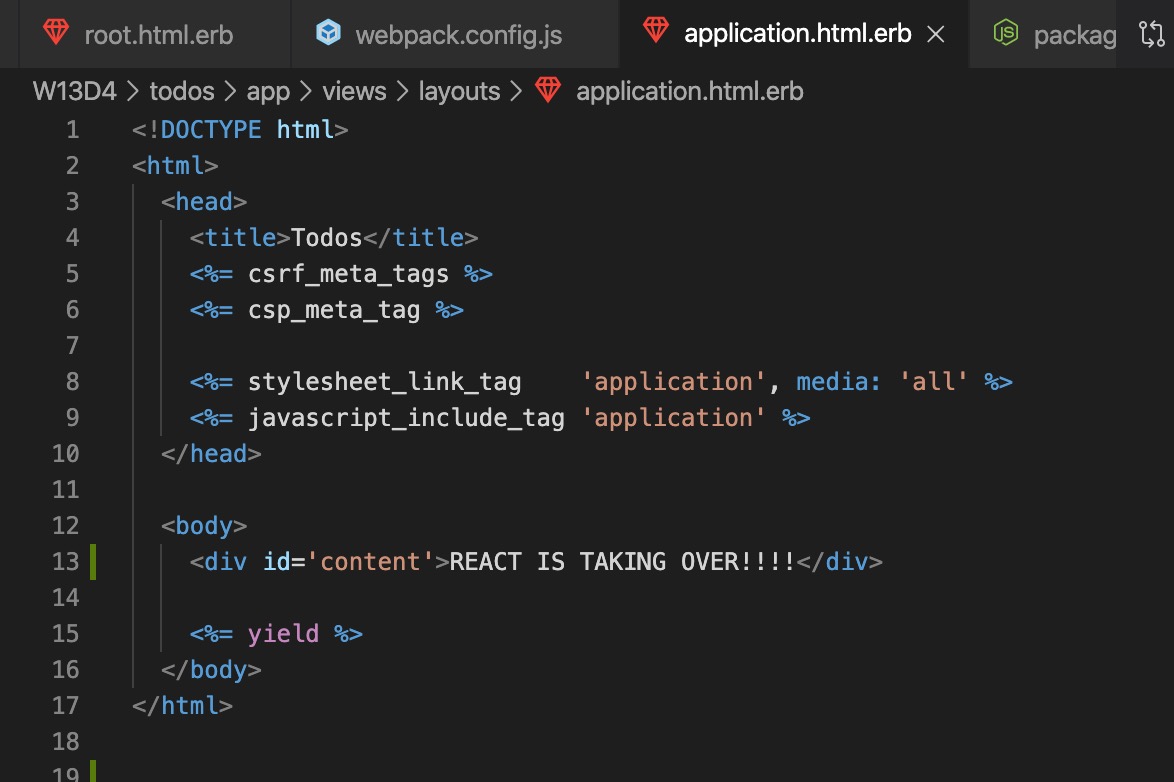 root.html.erb webpack.config.js application.html.erb packag
W13D4 > todos > app > views > layouts > application.html.erb
1 <!DOCTYPE html>
2 <html>
3   <head>
4     <title>Todos</title>
5     <%= csrf_meta_tags %>
6     <%= csp_meta_tag %>
7
8     <%= stylesheet_link_tag    'application', media: 'all' %>
9     <%= javascript_include_tag 'application' %>
10   </head>
11
12   <body>
13     <div id='content'>REACT IS TAKING OVER!!!!</div>
14
15     <%= yield %>
16   </body>
17 </html>
18
19